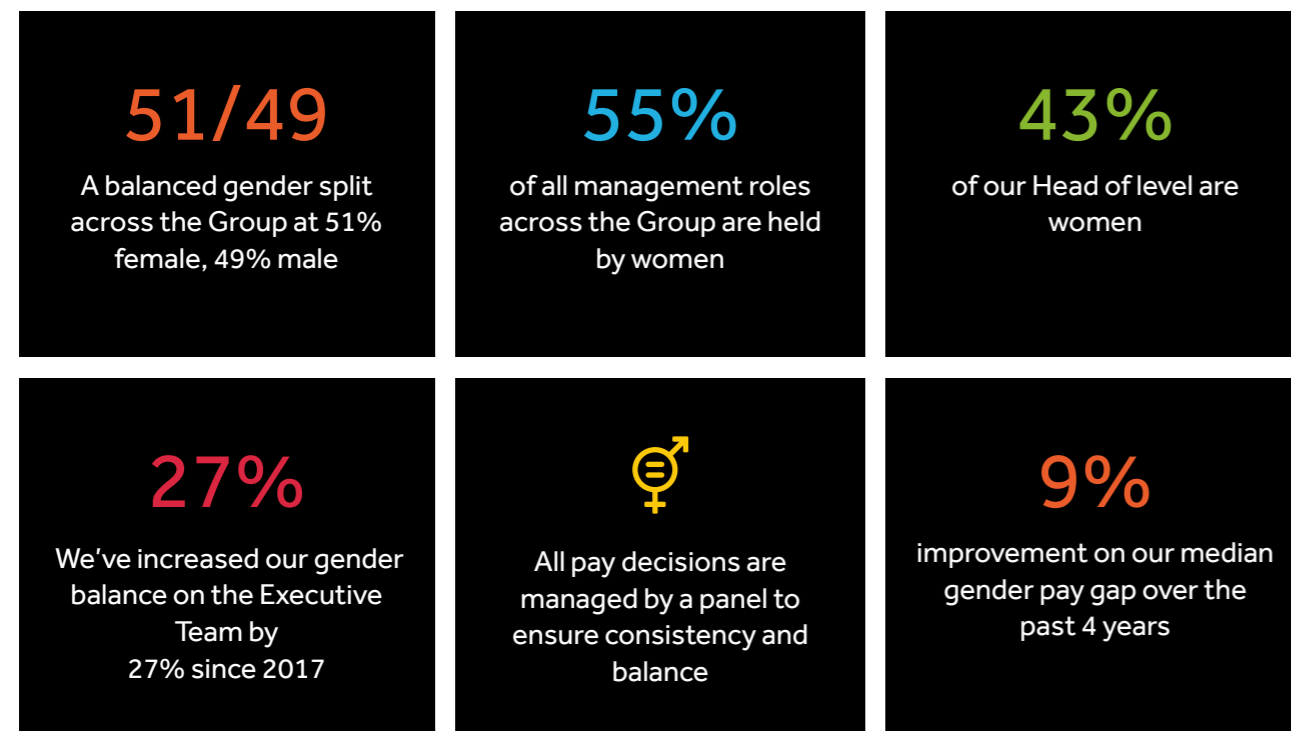 51/49
A balanced gender split
across the Group at 51%
female, 49% male
55%
of all management roles
across the Group are held
by women
43%
of our Head of level are
women
27%
We've increased our gender
balance on the Executive
Team by
27% since 2017
All pay decisions are
managed by a panel to
ensure consistency and
balance
9%
improvement on our median
gender pay gap over the
past 4 years